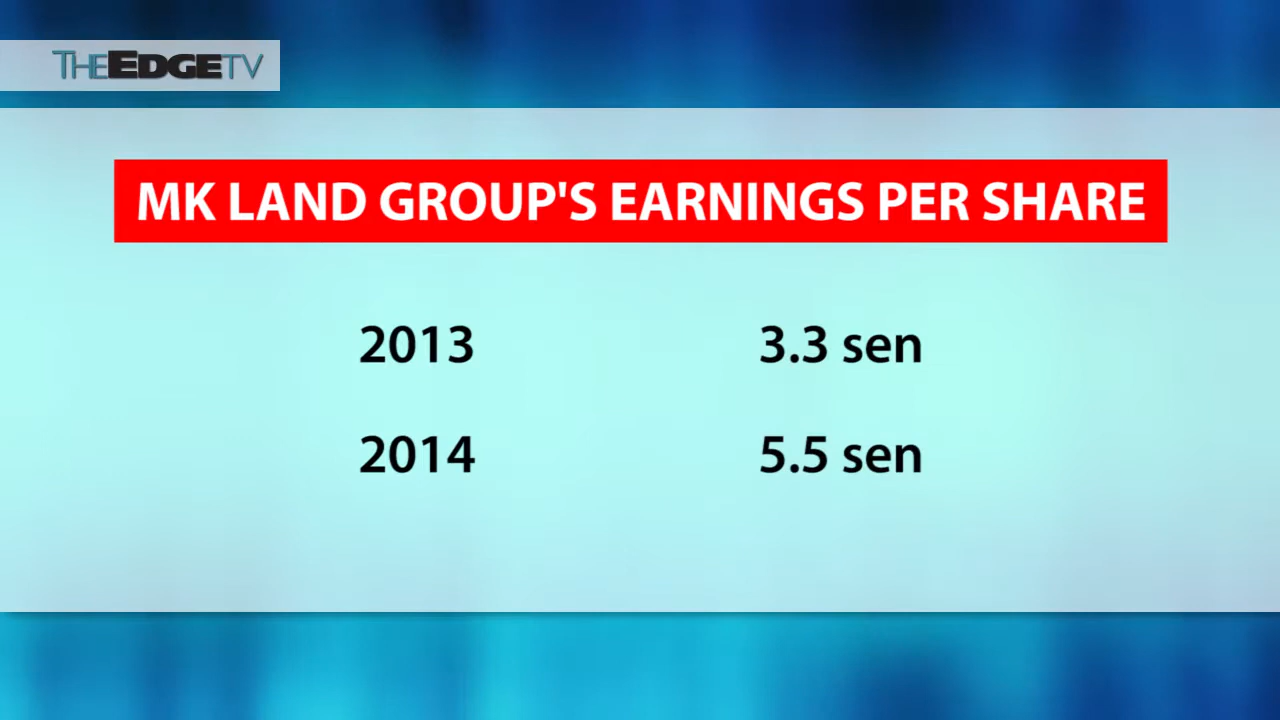 THEEDGETV
MK LAND GROUP'S EARNINGS PER SHARE
2013 3.3 sen
2014 5.5 sen